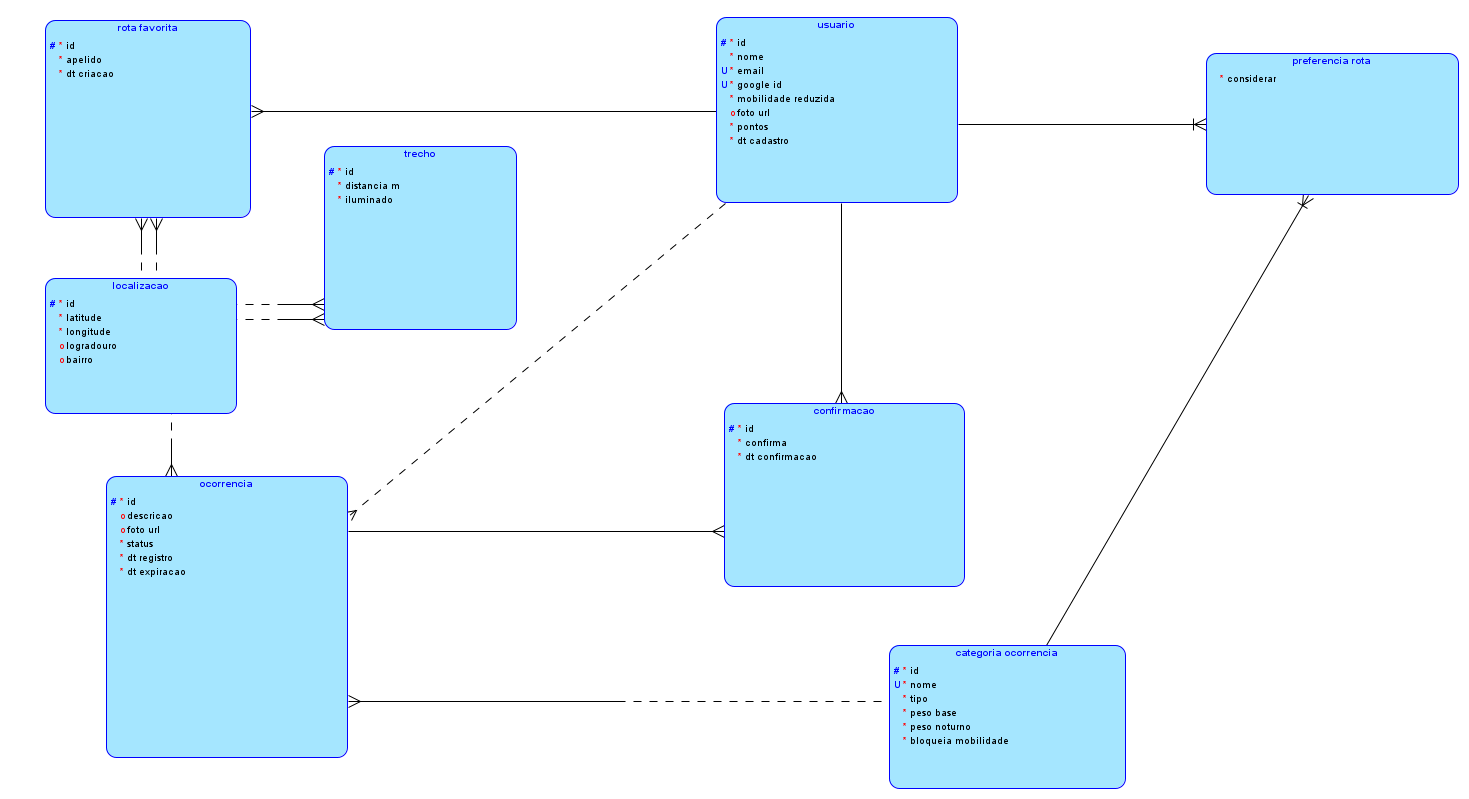 rota favorita
# * id
* apelido
* dt criacao
usuario
# * id
* nome
U * email
U * google id
* mobilidade reduzida
o foto url
* pontos
* dt cadastro
preferencia rota
* considerar
trecho
# * id
* distancia m
* iluminado
localizacao
# * id
* latitude
* longitude
o logradouro
o bairro
confirmacao
# * id
* confirma
* dt confirmacao
ocorrencia
# * id
o descricao
o foto url
* status
* dt registro
* dt expiracao
categoria ocorrencia
# * id
U * nome
* tipo
* peso base
* peso noturno
* bloqueia mobilidade